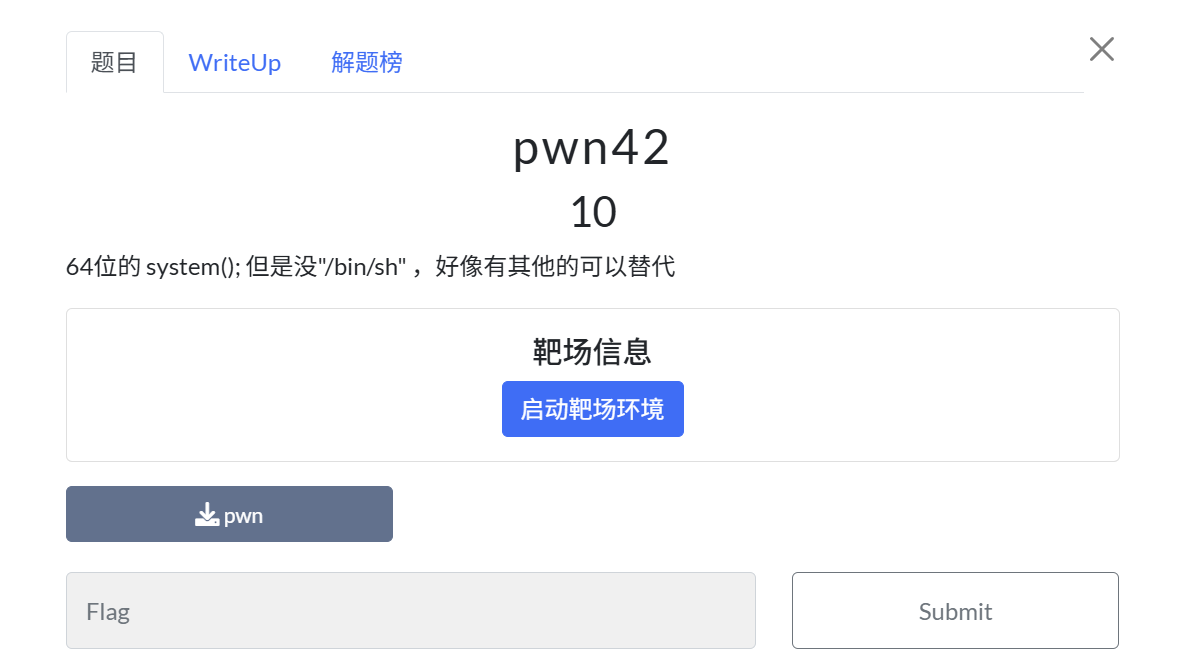 题目 WriteUp 解题榜
pwn42
10
64位的 system(); 但是没"/bin/sh" ，好像有其他的可以替代
靶场信息
启动靶场环境
pwn
Flag Submit